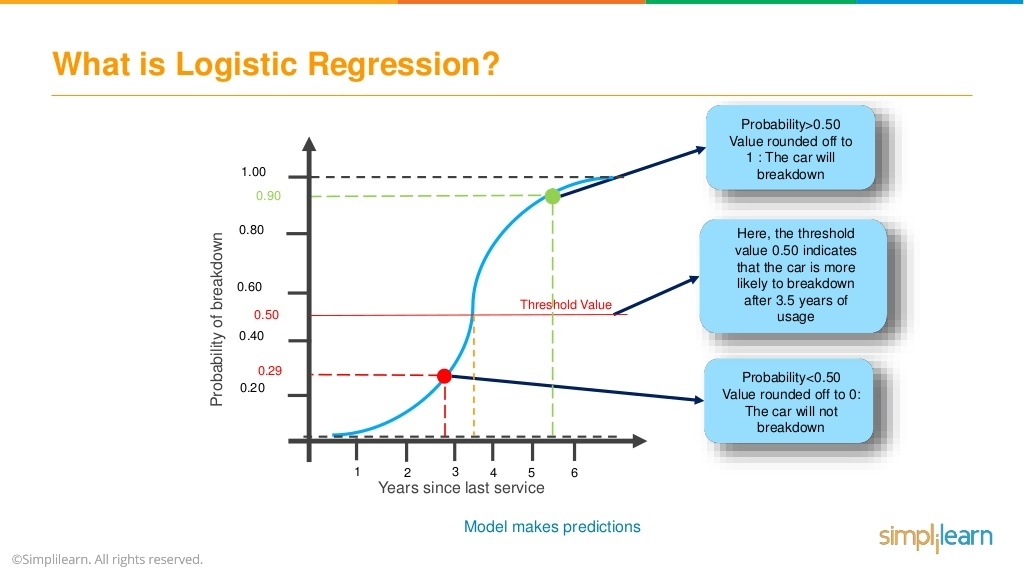 What is Logistic Regression?
Probability>0.50
Value rounded off to
1 : The car will
breakdown
1.00
0.90
0.80
0.60
0.50
0.40
0.29
0.20
Probability of breakdown
Threshold Value
Here, the threshold
value 0.50 indicates
that the car is more
likely to breakdown
after 3.5 years of
usage
Probability<0.50
Value rounded off to 0:
The car will not
breakdown
1 2 3 4 5 6
Years since last service
Model makes predictions
simplilearn
©Simplilearn. All rights reserved.